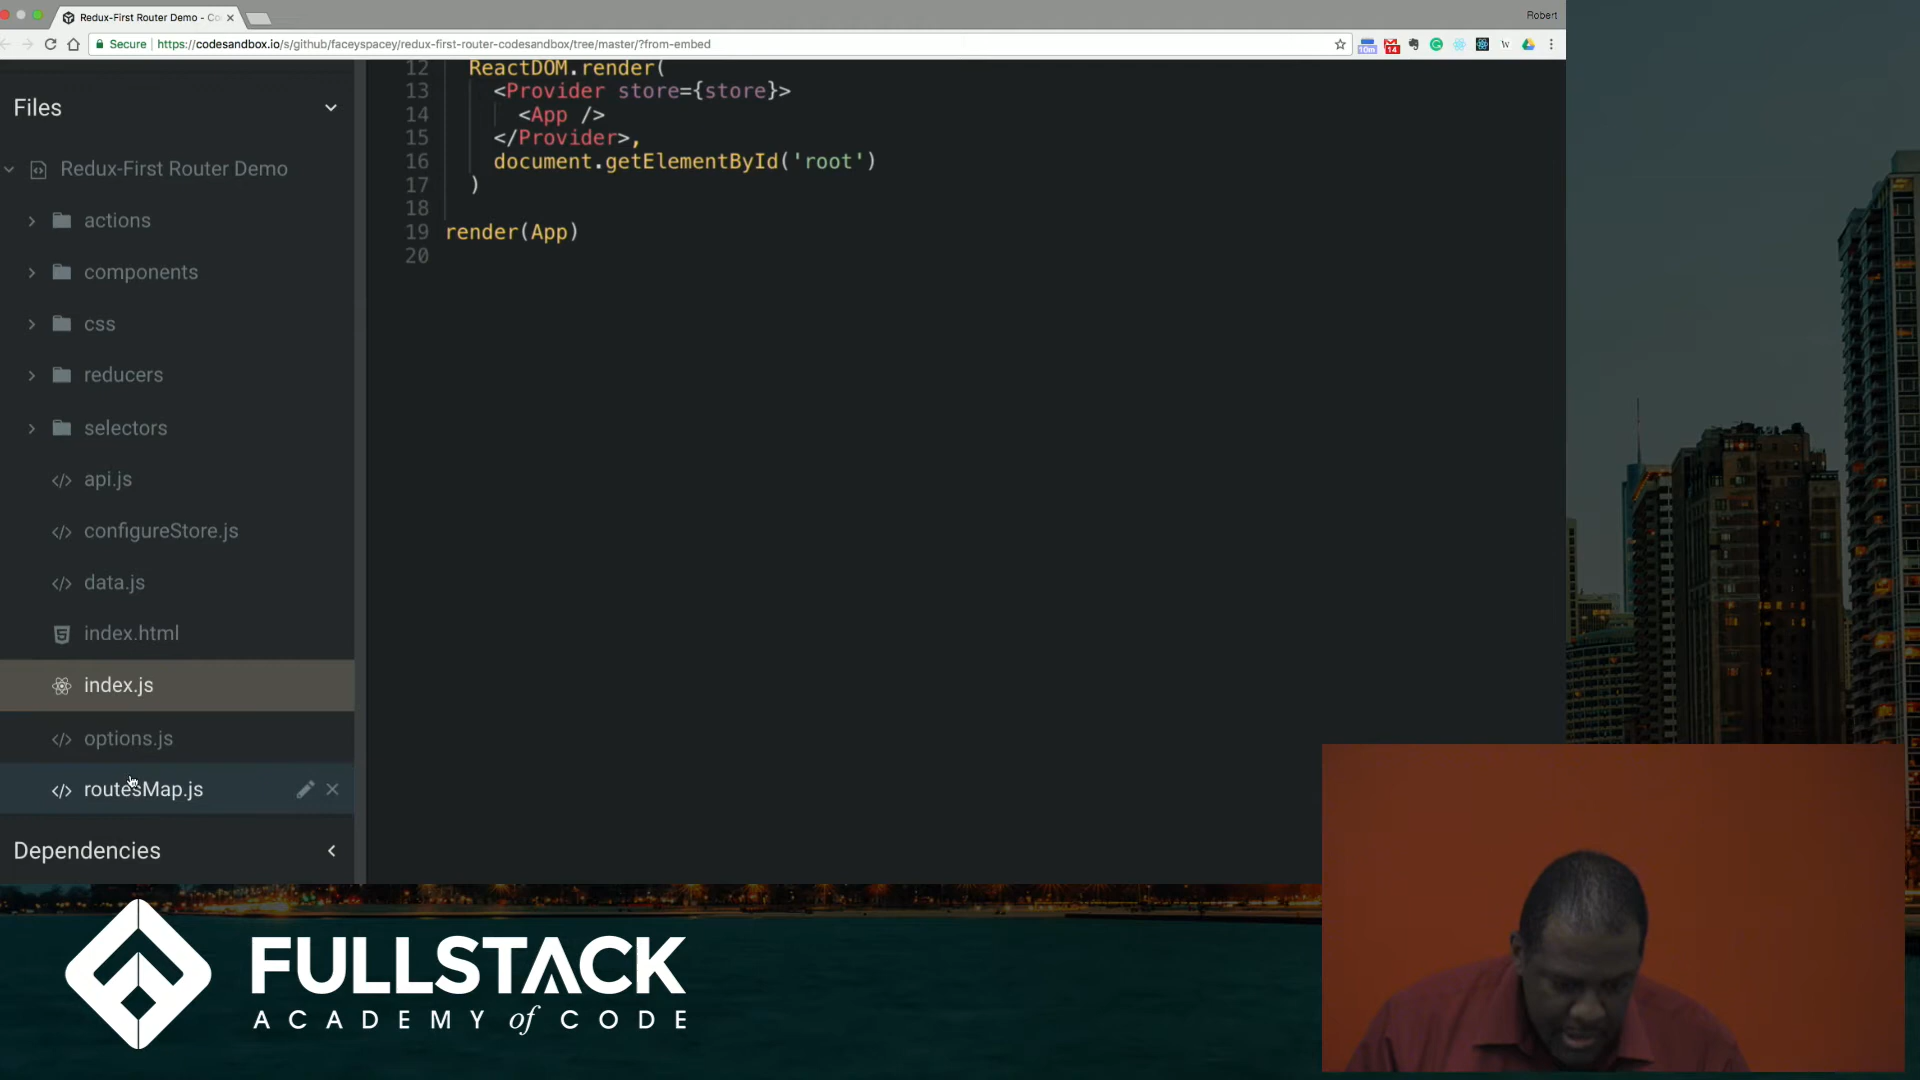 Redux-First Router Demo - Co
Robert
Secure
https://codesandbox.io/s/github/faceyspacey/redux-first-router-codesandbox/tree/master/?from-embed
10m
14
W
Files
Redux-First Router Demo
actions
components
css
reducers
selectors
api.js
configureStore.js
data.js
index.html
index.js
options.js
routesMap.js
Dependencies
12 ReactDOM.render(
13 <Provider store={store}>
14 <App />
15 </Provider>,
16 document.getElementById('root')
17 )
18
19 render(App)
20
FULLSTACK
ACADEMY of CODE